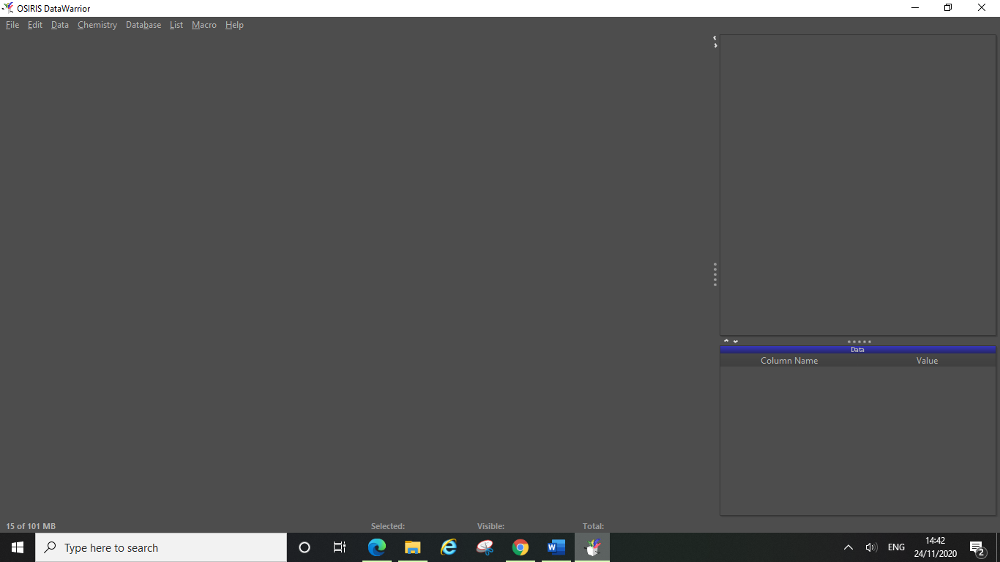 OSIRIS DataWarrior
File Edit Data Chemistry Database List Macro Help
Data
Column Name Value
15 of 101 MB Selected: Visible: Total:
Type here to search
ENG
14:42
24/11/2020
2